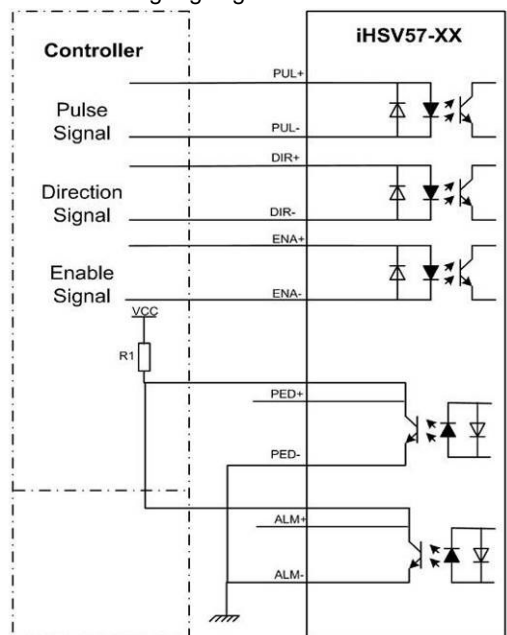 iHSV57-XX
Controller
PUL+
Pulse
Signal
PUL-
DIR+
Direction
Signal
DIR-
ENA+
Enable
Signal
ENA-
VCC
R1
PED+
PED-
ALM+
ALM-